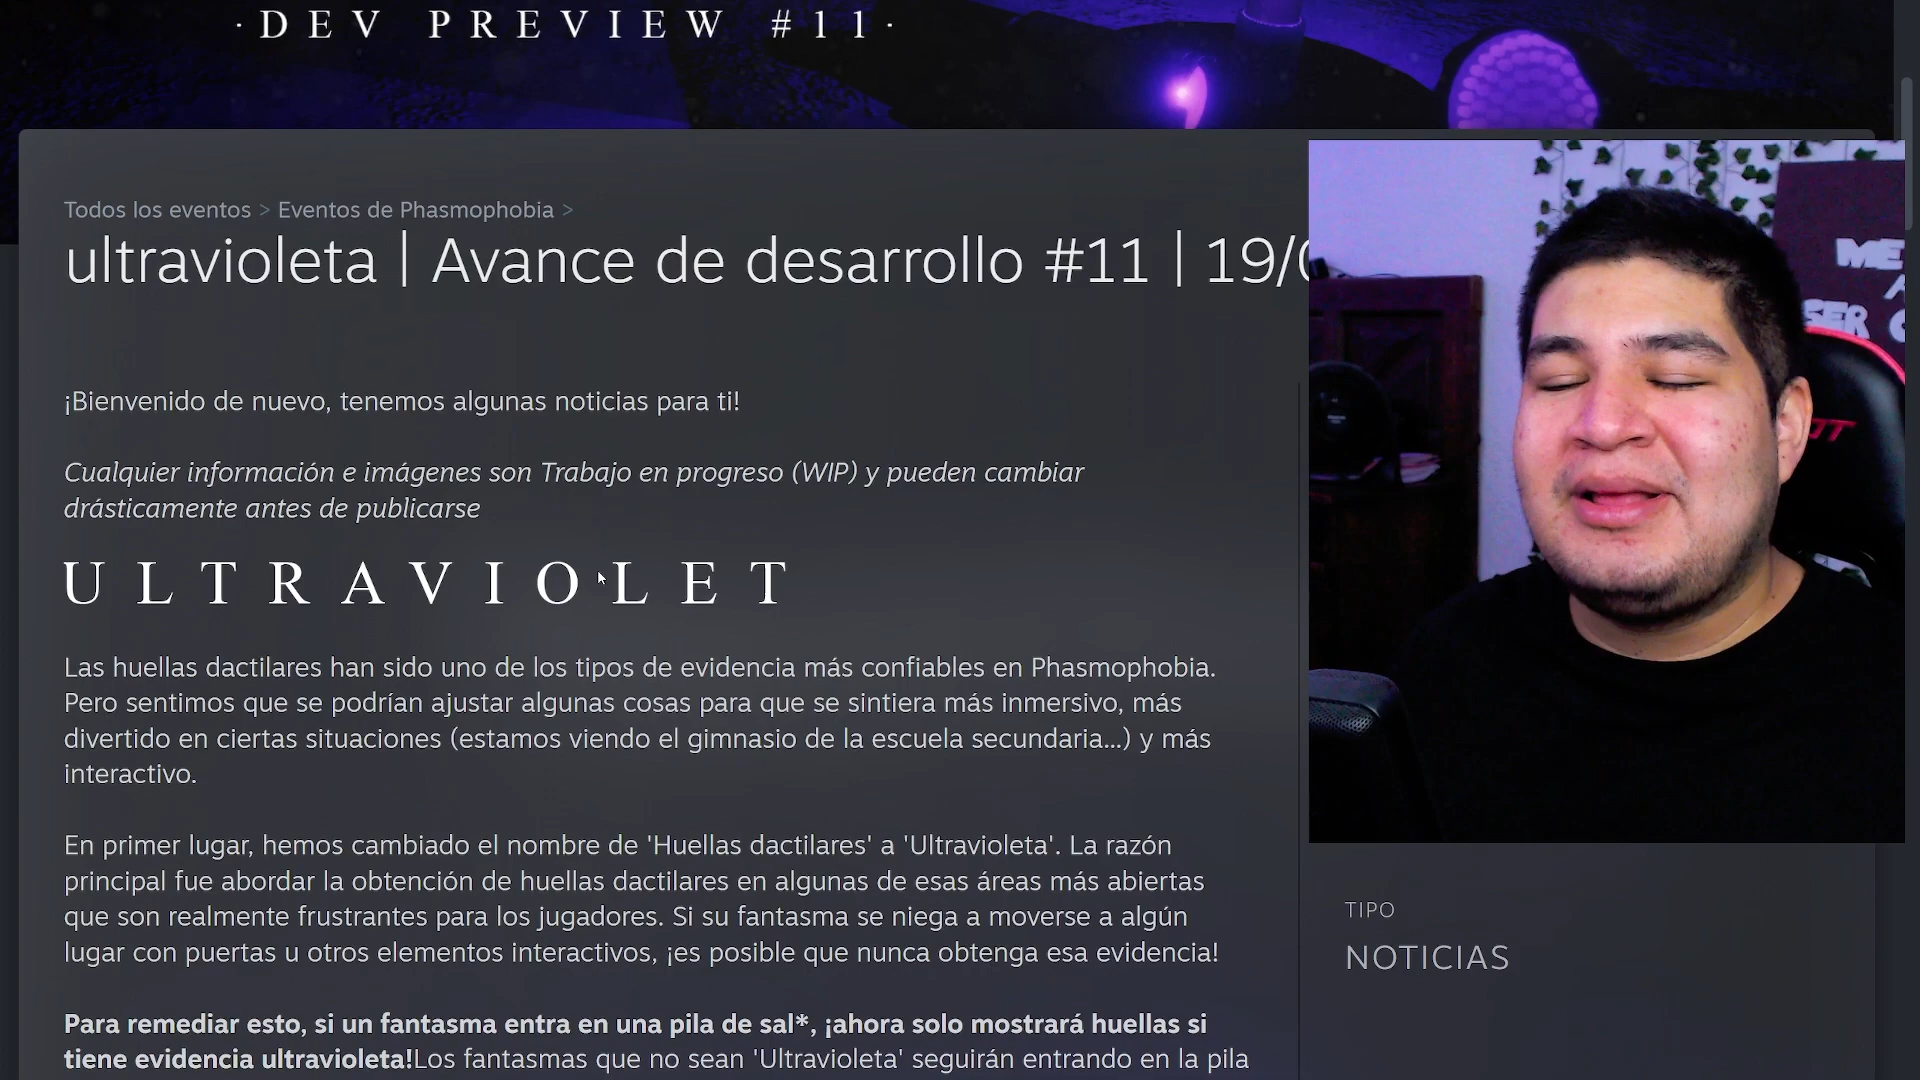 · DEV PREVIEW #11 ·
Todos los eventos > Eventos de Phasmophobia >
ultravioleta | Avance de desarrollo #11 | 19/
¡Bienvenido de nuevo, tenemos algunas noticias para ti!
Cualquier información e imágenes son Trabajo en progreso (WIP) y pueden cambiar
drásticamente antes de publicarse
ULTRAVIOLET
Las huellas dactilares han sido uno de los tipos de evidencia más confiables en Phasmophobia.
Pero sentimos que se podrían ajustar algunas cosas para que se sintiera más inmersivo, más
divertido en ciertas situaciones (estamos viendo el gimnasio de la escuela secundaria...) y más
interactivo.
En primer lugar, hemos cambiado el nombre de 'Huellas dactilares' a 'Ultravioleta'. La razón
principal fue abordar la obtención de huellas dactilares en algunas de esas áreas más abiertas
que son realmente frustrantes para los jugadores. Si su fantasma se niega a moverse a algún
lugar con puertas u otros elementos interactivos, ¡es posible que nunca obtenga esa evidencia!
Para remediar esto, si un fantasma entra en una pila de sal*, ¡ahora solo mostrará huellas si
tiene evidencia ultravioleta!Los fantasmas que no sean 'Ultravioleta' seguirán entrando en la pila
ME
SER
TIPO
NOTICIAS